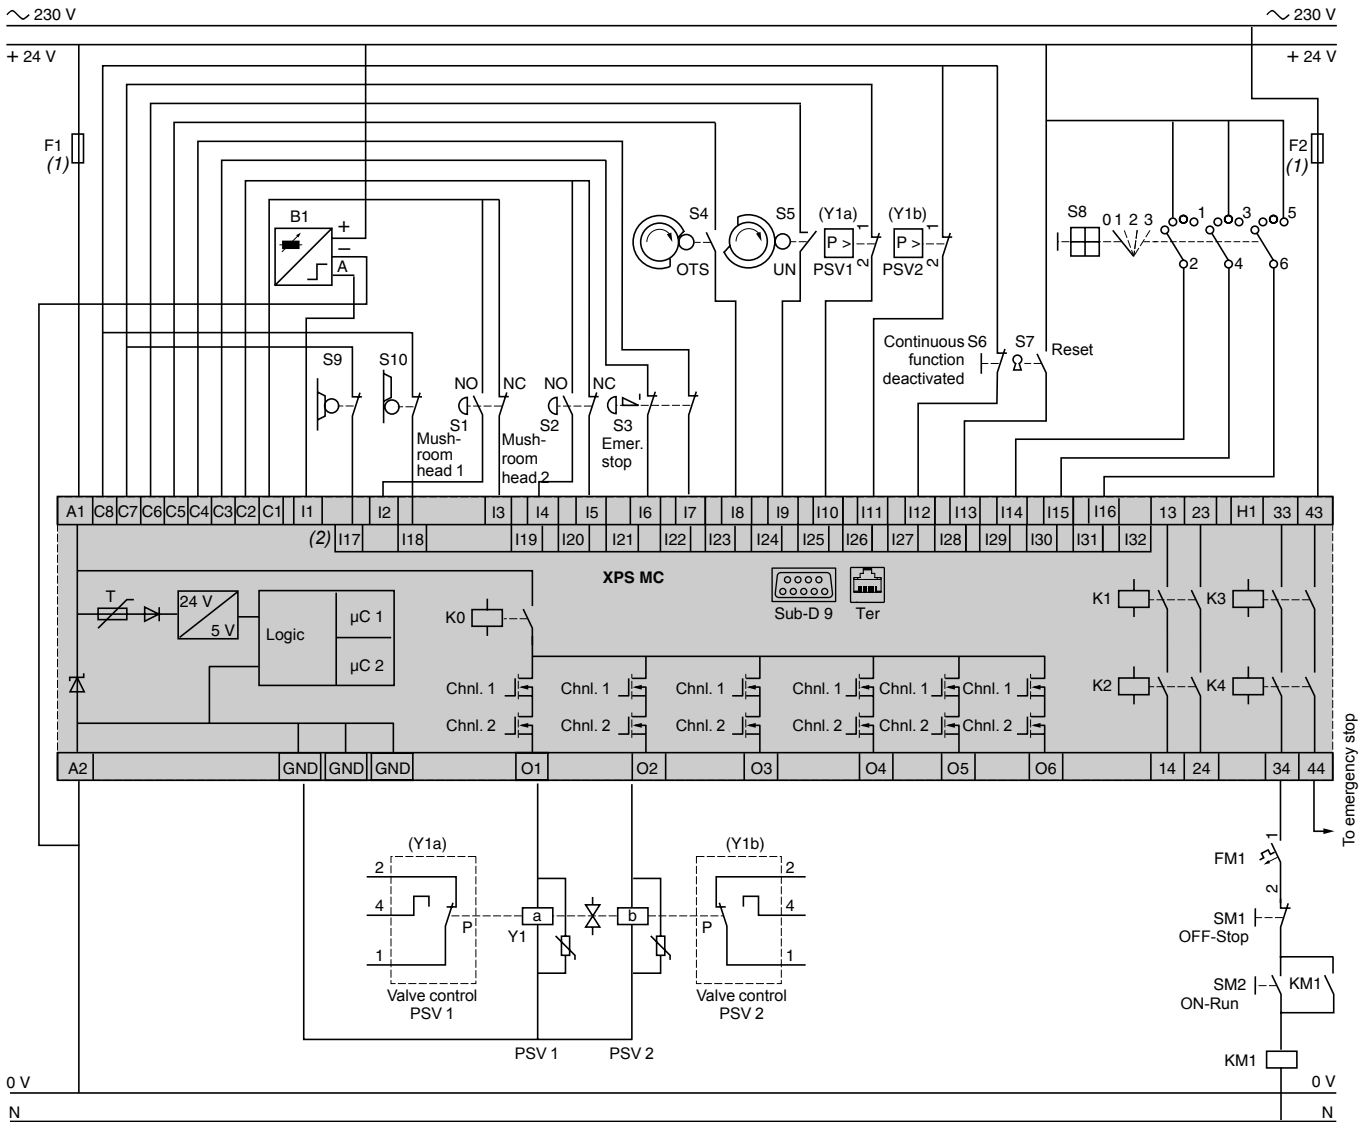 230 V
230 V
+ 24 V
+ 24 V
F1
(1)
F2
(1)
B1
+
−
A
S4
OTS
S5
UN
(Y1a)
P >
PSV1
1
2
(Y1b)
P >
PSV2
1
2
S8
0 1 2 3
1
3
5
2
4
6
Continuous
function
deactivated
S6
S7
Reset
S9
S10
NO
NC
S1
Mush-
room
head 1
NO
NC
S2
Mush-
room
head 2
S3
Emer.
stop
A1 C8 C7 C6 C5 C4 C3 C2 C1 I1 I2 I3 I4 I5 I6 I7 I8 I9 I10 I11 I12 I13 I14 I15 I16 13 23 H1 33 43
(2) I17 I18 I19 I20 I21 I22 I23 I24 I25 I26 I27 I28 I29 I30 I31 I32
XPS MC
Sub-D 9
Ter
T
24 V
5 V
Logic
µC 1
µC 2
K0
K1
K3
K2
K4
Chnl. 1 Chnl. 1 Chnl. 1 Chnl. 1 Chnl. 1 Chnl. 1
Chnl. 2 Chnl. 2 Chnl. 2 Chnl. 2 Chnl. 2 Chnl. 2
A2 GND GND GND O1 O2 O3 O4 O5 O6 14 24 34 44
To emergency stop
(Y1a)
2
4
1
P
Valve control
PSV 1
a
Y1
b
(Y1b)
2
4
1
P
Valve control
PSV 2
PSV 1
PSV 2
FM1
1
2
SM1
OFF-Stop
SM2
ON-Run
KM1
KM1
0 V
0 V
N
N